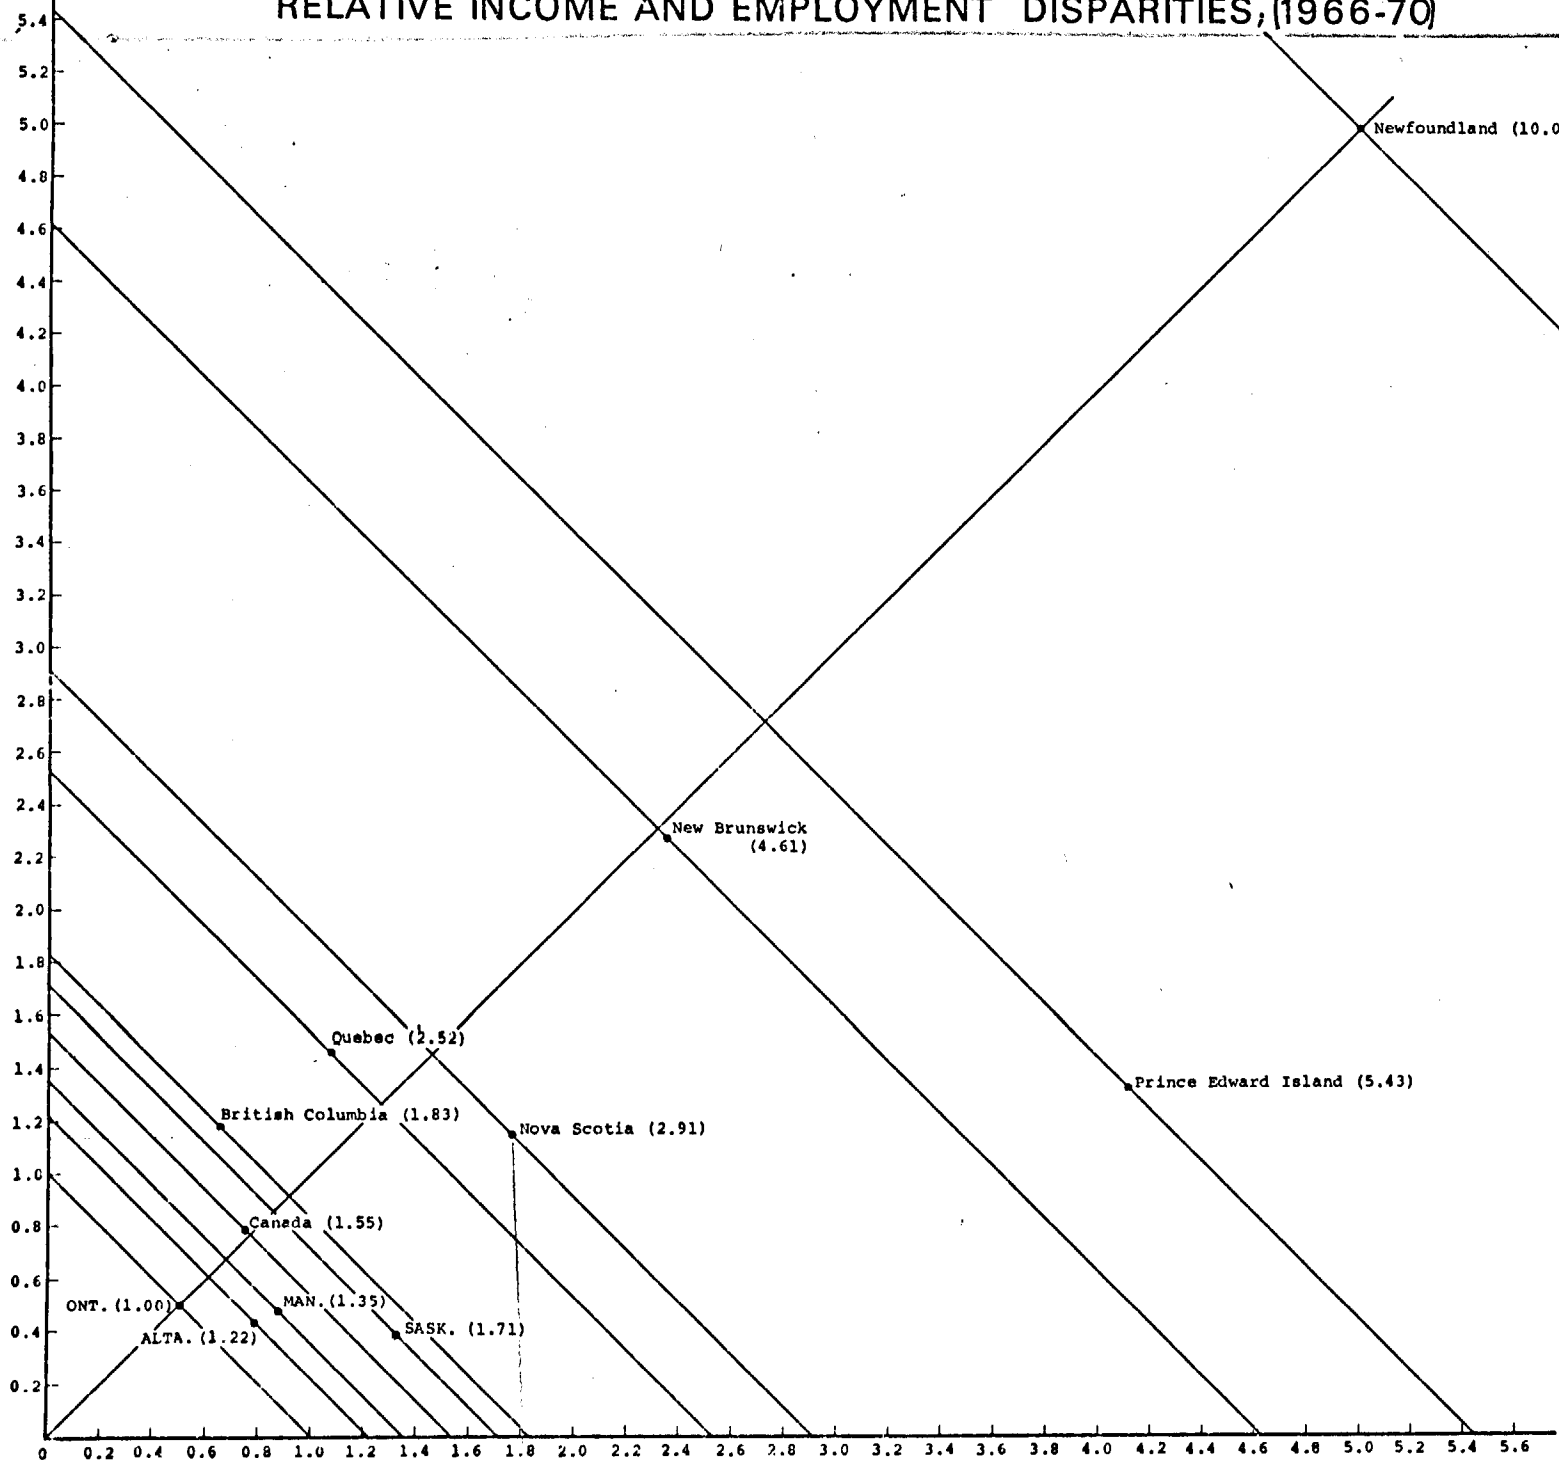 RELATIVE INCOME AND EMPLOYMENT DISPARITIES, (1966-70)
5.4
5.2
5.0
Newfoundland (10.0
4.8
4.6
4.4
4.2
4.0
3.8
3.6
3.4
3.2
3.0
2.8
2.6
2.4
New Brunswick
(4.61)
2.2
2.0
1.8
1.6
Quebec (2.52)
1.4
Prince Edward Island (5.43)
British Columbia (1.83)
1.2
Nova Scotia (2.91)
1.0
0.8
Canada (1.55)
0.6
ONT. (1.00)
MAN. (1.35)
0.4
ALTA. (1.22)
SASK. (1.71)
0.2
0 0.2 0.4 0.6 0.8 1.0 1.2 1.4 1.6 1.8 2.0 2.2 2.4 2.6 2.8 3.0 3.2 3.4 3.6 3.8 4.0 4.2 4.4 4.6 4.8 5.0 5.2 5.4 5.6